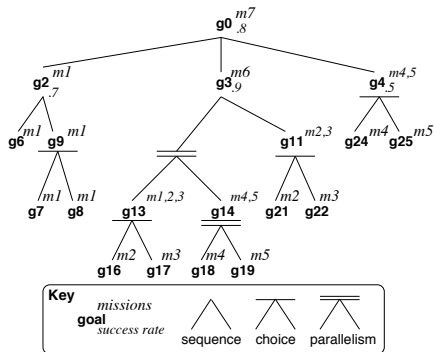 g0 m7 .8
g2 m1 .7 g3 m6 .9 g4 m4,5 .5
g6 m1 g9 m1 g11 m2,3 g24 m4 g25 m5
g7 m1 g8 m1 g13 m1,2,3 g14 m4,5 g21 m2 g22 m3
g16 m2 g17 m3 g18 m4 g19 m5
Key
missions
goal
success rate
sequence choice parallelism